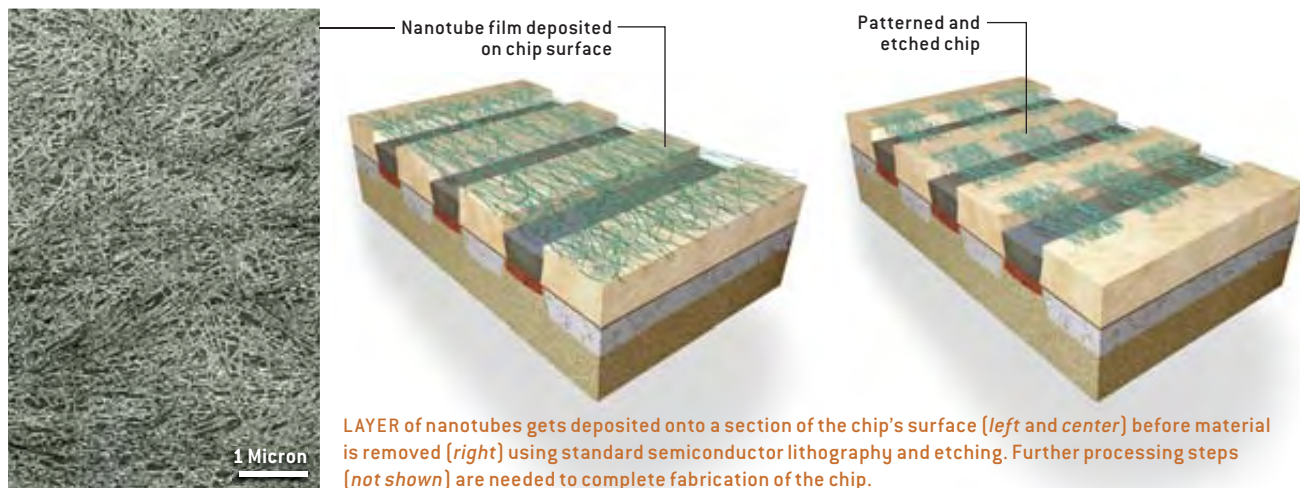 Nanotube film deposited
on chip surface
Patterned and
etched chip
1 Micron
LAYER of nanotubes gets deposited onto a section of the chip's surface (left and center) before material
is removed (right) using standard semiconductor lithography and etching. Further processing steps
(not shown) are needed to complete fabrication of the chip.